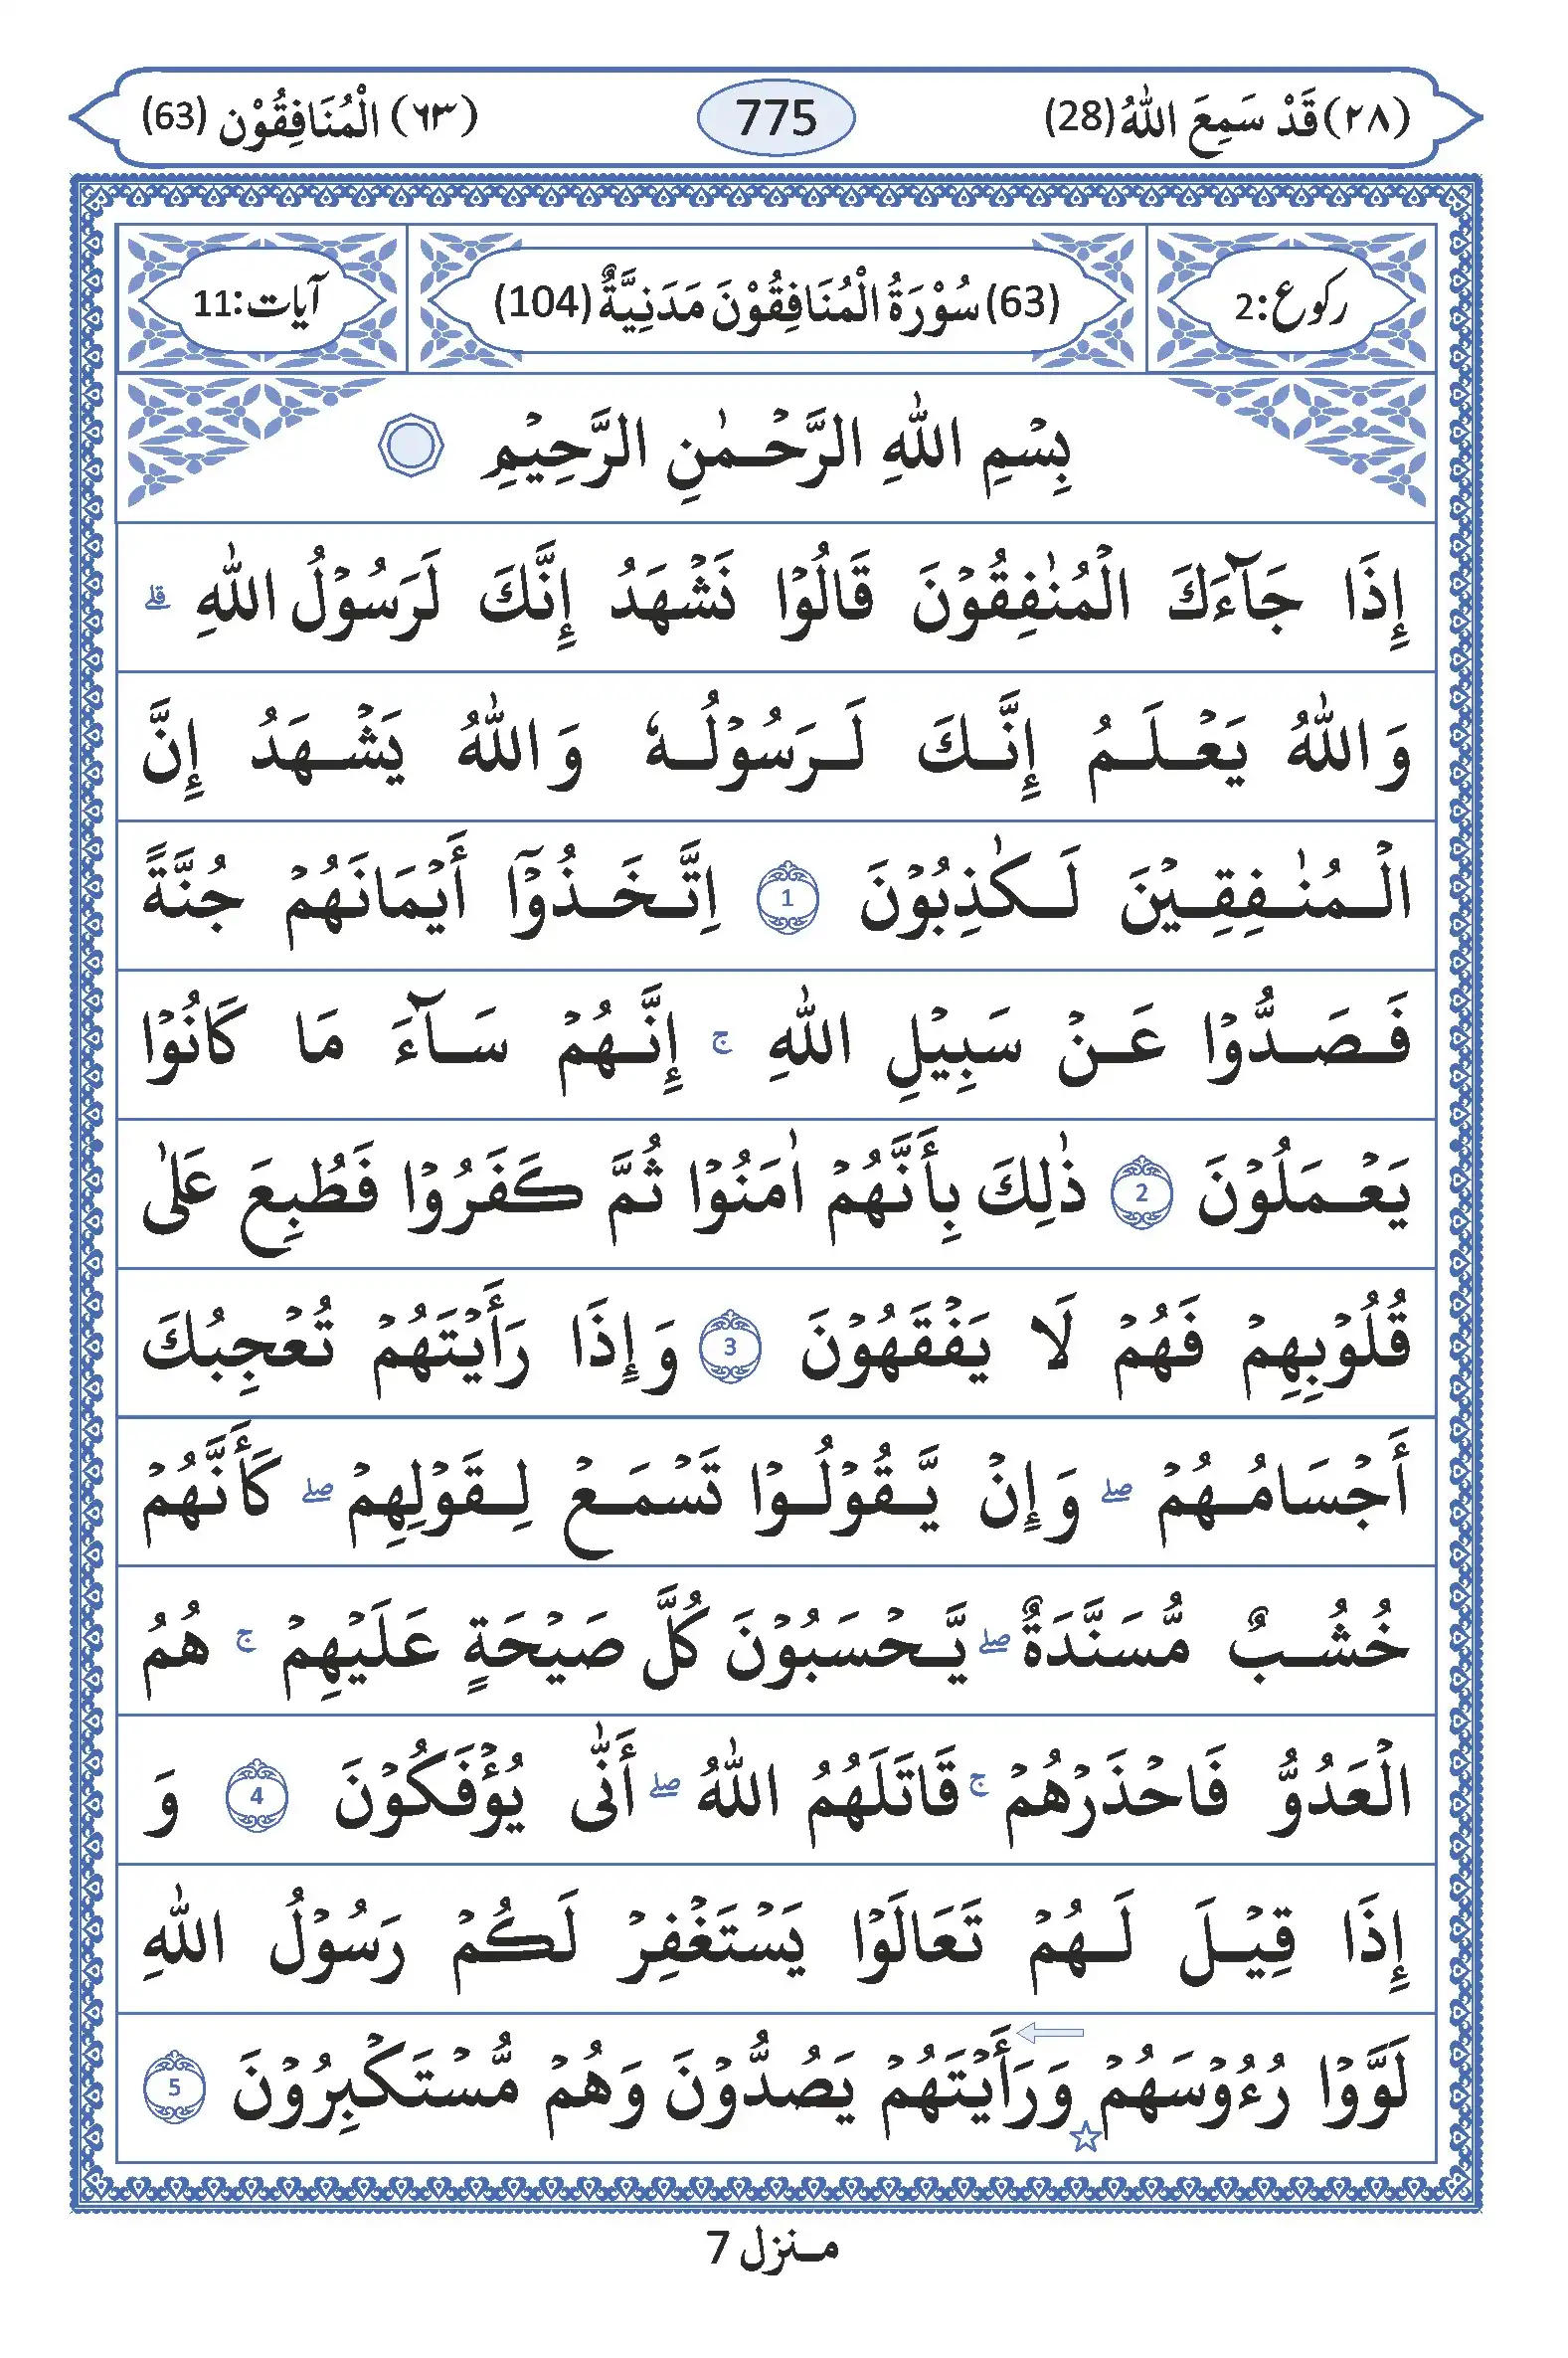 (٢٨) قَدْ سَمِعَ اللّٰهُ (28) 775 (٦٣) الْمُنَافِقُوْن (63)
رکوع: 2 (63) سُوْرَةُ الْمُنَافِقُوْنَ مَدَنِيَّةٌ (104) آیات: 11
بِسْمِ اللّٰهِ الرَّحْمٰنِ الرَّحِيْمِ
إِذَا جَآءَكَ الْمُنٰفِقُوْنَ قَالُوْا نَشْهَدُ إِنَّكَ لَرَسُوْلُ اللّٰهِ ۗ
وَاللّٰهُ يَعْلَمُ إِنَّكَ لَرَسُوْلُهٗ وَاللّٰهُ يَشْهَدُ إِنَّ
الْمُنٰفِقِيْنَ لَكٰذِبُوْنَ 1 اِتَّخَذُوْٓا أَيْمَانَهُمْ جُنَّةً
فَصَدُّوْا عَنْ سَبِيْلِ اللّٰهِ ۚ إِنَّهُمْ سَآءَ مَا كَانُوْا
يَعْمَلُوْنَ 2 ذٰلِكَ بِأَنَّهُمْ اٰمَنُوْا ثُمَّ كَفَرُوْا فَطُبِعَ عَلٰى
قُلُوْبِهِمْ فَهُمْ لَا يَفْقَهُوْنَ 3 وَإِذَا رَأَيْتَهُمْ تُعْجِبُكَ
أَجْسَامُهُمْ ۖ وَإِنْ يَّقُوْلُوْا تَسْمَعْ لِقَوْلِهِمْ ۖ كَأَنَّهُمْ
خُشُبٌ مُّسَنَّدَةٌ ۖ يَّحْسَبُوْنَ كُلَّ صَيْحَةٍ عَلَيْهِمْ ۚ هُمُ
الْعَدُوُّ فَاحْذَرْهُمْ ۚ قَاتَلَهُمُ اللّٰهُ ۖ أَنّٰى يُؤْفَكُوْنَ 4 وَ
إِذَا قِيْلَ لَهُمْ تَعَالَوْا يَسْتَغْفِرْ لَكُمْ رَسُوْلُ اللّٰهِ
لَوَّوْا رُءُوْسَهُمْ وَرَأَيْتَهُمْ يَصُدُّوْنَ وَهُمْ مُّسْتَكْبِرُوْنَ 5
مـنزل 7